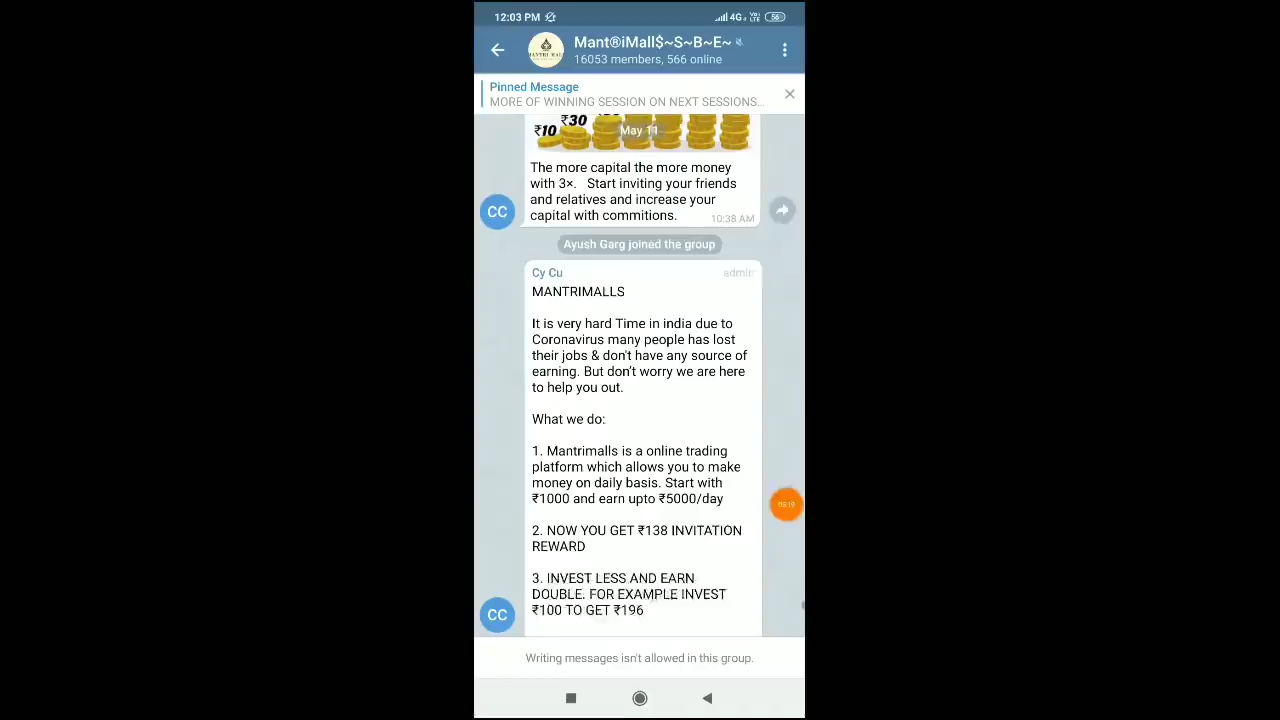 12:03 PM
4G
Vo
LTE
56
Mant®iMall$~S~B~E~
16053 members, 566 online
Pinned Message
MORE OF WINNING SESSION ON NEXT SESSIONS...
₹10
₹30
May 11
The more capital the more money
with 3×. Start inviting your friends
and relatives and increase your
capital with commitions.
10:38 AM
CC
Ayush Garg joined the group
Cy Cu
admin
MANTRIMALLS
It is very hard Time in india due to
Coronavirus many people has lost
their jobs & don't have any source of
earning. But don't worry we are here
to help you out.
What we do:
1. Mantrimalls is a online trading
platform which allows you to make
money on daily basis. Start with
₹1000 and earn upto ₹5000/day
2. NOW YOU GET ₹138 INVITATION
REWARD
3. INVEST LESS AND EARN
DOUBLE. FOR EXAMPLE INVEST
₹100 TO GET ₹196
CC
Writing messages isn't allowed in this group.